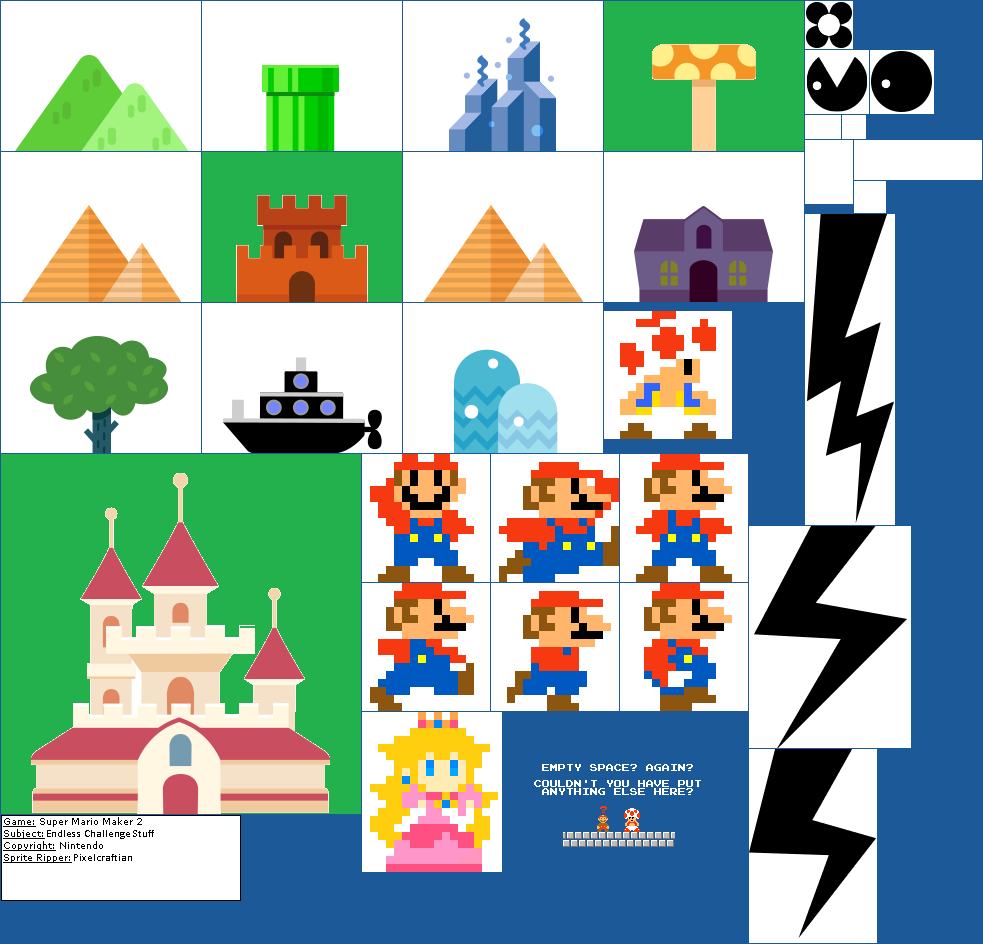 EMPTY SPACE? AGAIN?
COULDN'T YOU HAVE PUT
ANYTHING ELSE HERE?
Game: Super Mario Maker 2
Subject: Endless Challenge Stuff
Copyright: Nintendo
Sprite Ripper: Pixelcraftian